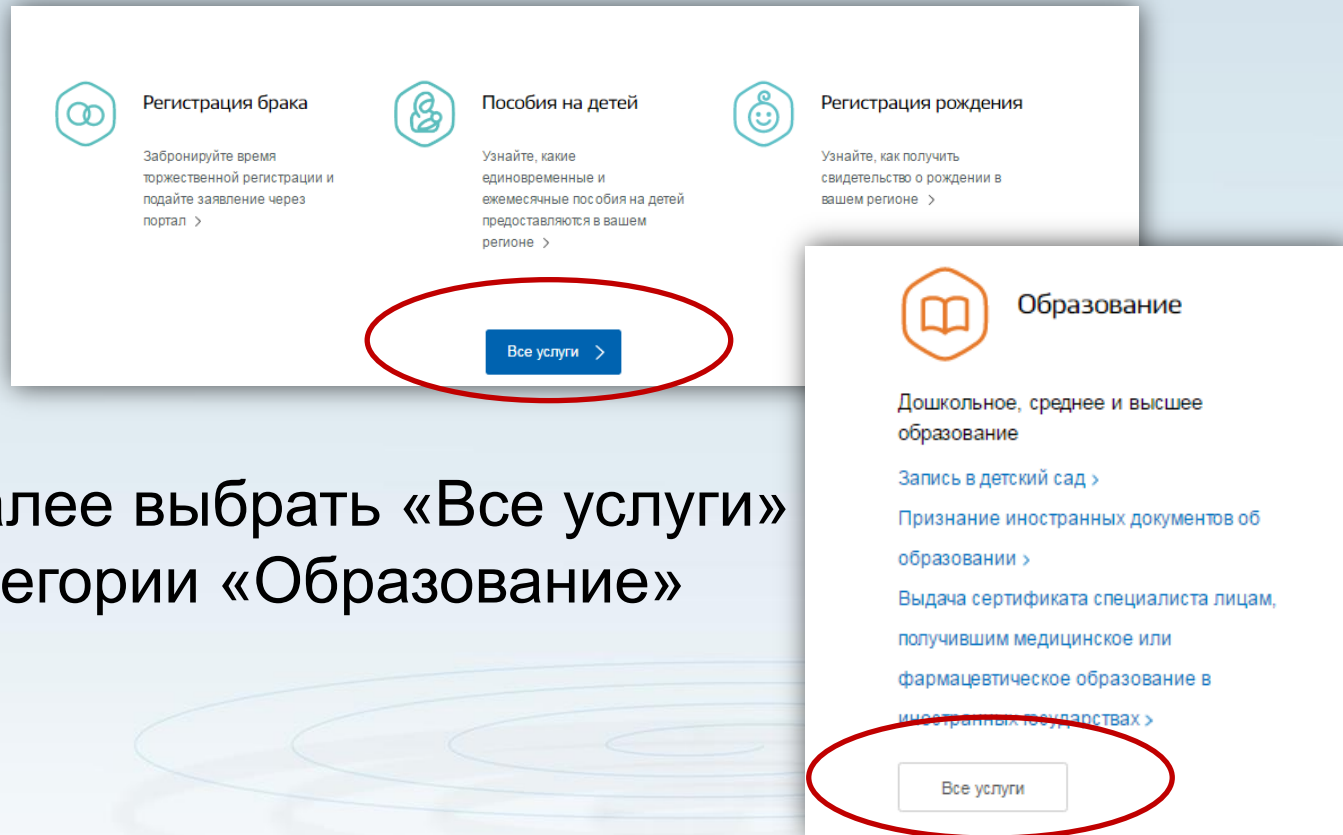 Регистрация брака
Забронируйте время
торжественной регистрации и
подайте заявление через
портал >
Пособия на детей
Узнайте, какие
единовременные и
ежемесячные пособия на детей
предоставляются в вашем
регионе >
Регистрация рождения
Узнайте, как получить
свидетельство о рождении в
вашем регионе >
Все услуги >
алее выбрать «Все услуги»
егории «Образование»
Образование
Дошкольное, среднее и высшее
образование
Запись в детский сад >
Признание иностранных документов об
образовании >
Выдача сертификата специалиста лицам,
получившим медицинское или
фармацевтическое образование в
иностранных государствах >
Все услуги